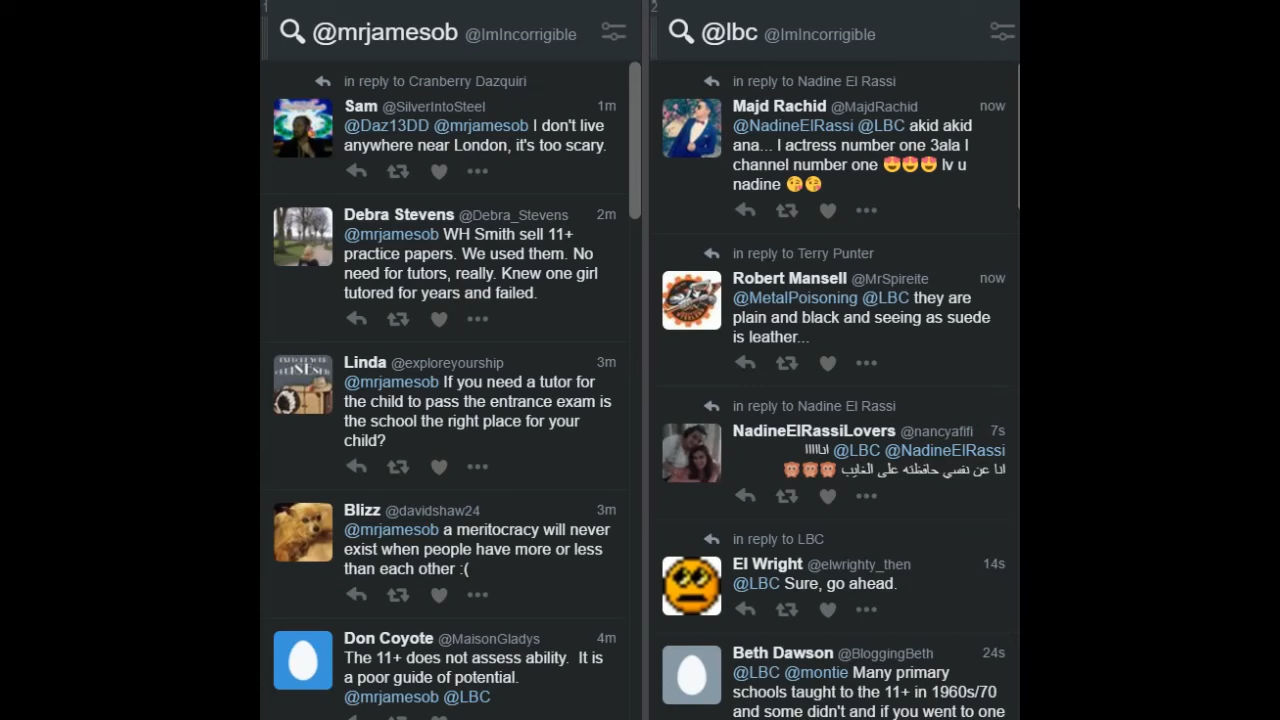 1
@mrjamesob @ImIncorrigible
in reply to Cranberry Dazquiri
Sam @SilverIntoSteel 1m
@Daz13DD @mrjamesob I don't live
anywhere near London, it's too scary.
Debra Stevens @Debra_Stevens 2m
@mrjamesob WH Smith sell 11+
practice papers. We used them. No
need for tutors, really. Knew one girl
tutored for years and failed.
Linda @exploreyourship 3m
@mrjamesob If you need a tutor for
the child to pass the entrance exam is
the school the right place for your
child?
Blizz @davidshaw24 3m
@mrjamesob a meritocracy will never
exist when people have more or less
than each other :(
Don Coyote @MaisonGladys 4m
The 11+ does not assess ability. It is
a poor guide of potential.
@mrjamesob @LBC
2
@lbc @ImIncorrigible
in reply to Nadine El Rassi
Majd Rachid @MajdRachid now
@NadineElRassi @LBC akid akid
ana... I actress number one 3ala I
channel number one 😍😍😍 lv u
nadine 😘😘
in reply to Terry Punter
Robert Mansell @MrSpireite now
@MetalPoisoning @LBC they are
plain and black and seeing as suede
is leather...
in reply to Nadine El Rassi
NadineElRassiLovers @nancyafifi 7s
@NadineElRassi @LBC اناااااا
انا عن نفسي حافظته على الغايب 🙈🙈🙈
in reply to LBC
El Wright @elwrighty_then 14s
@LBC Sure, go ahead.
Beth Dawson @BloggingBeth 24s
@LBC @montie Many primary
schools taught to the 11+ in 1960s/70
and some didn't and if you went to one